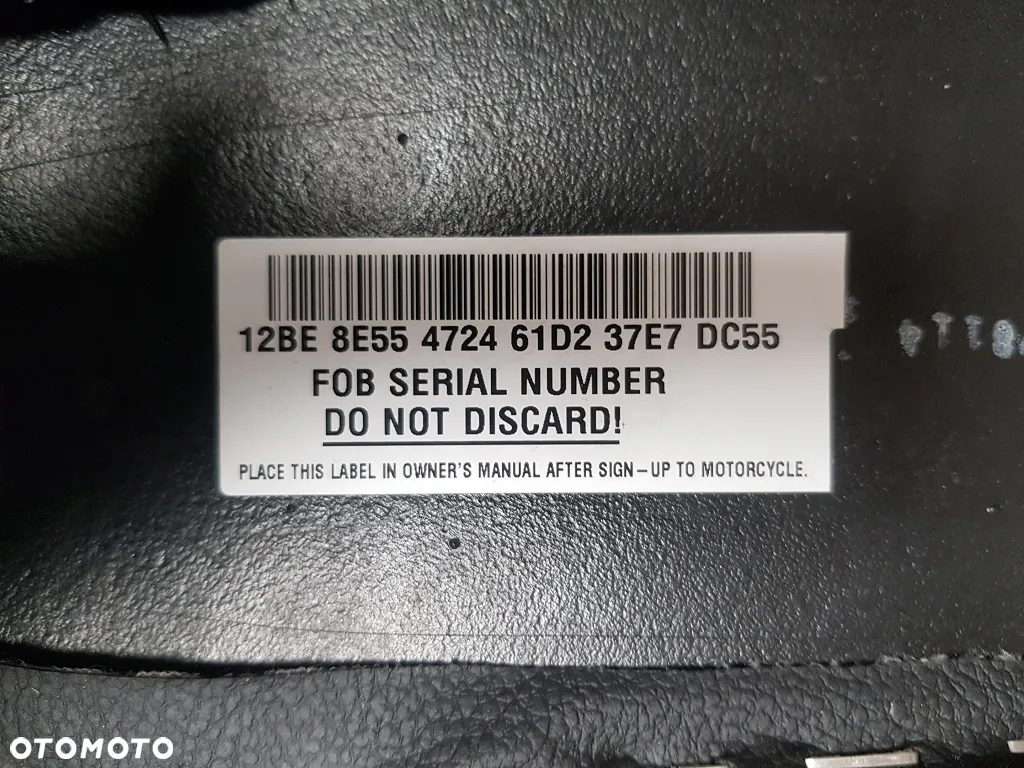 12BE 8E55 4724 61D2 37E7 DC55
FOB SERIAL NUMBER
DO NOT DISCARD!
PLACE THIS LABEL IN OWNER'S MANUAL AFTER SIGN-UP TO MOTORCYCLE.
OTOMOTO